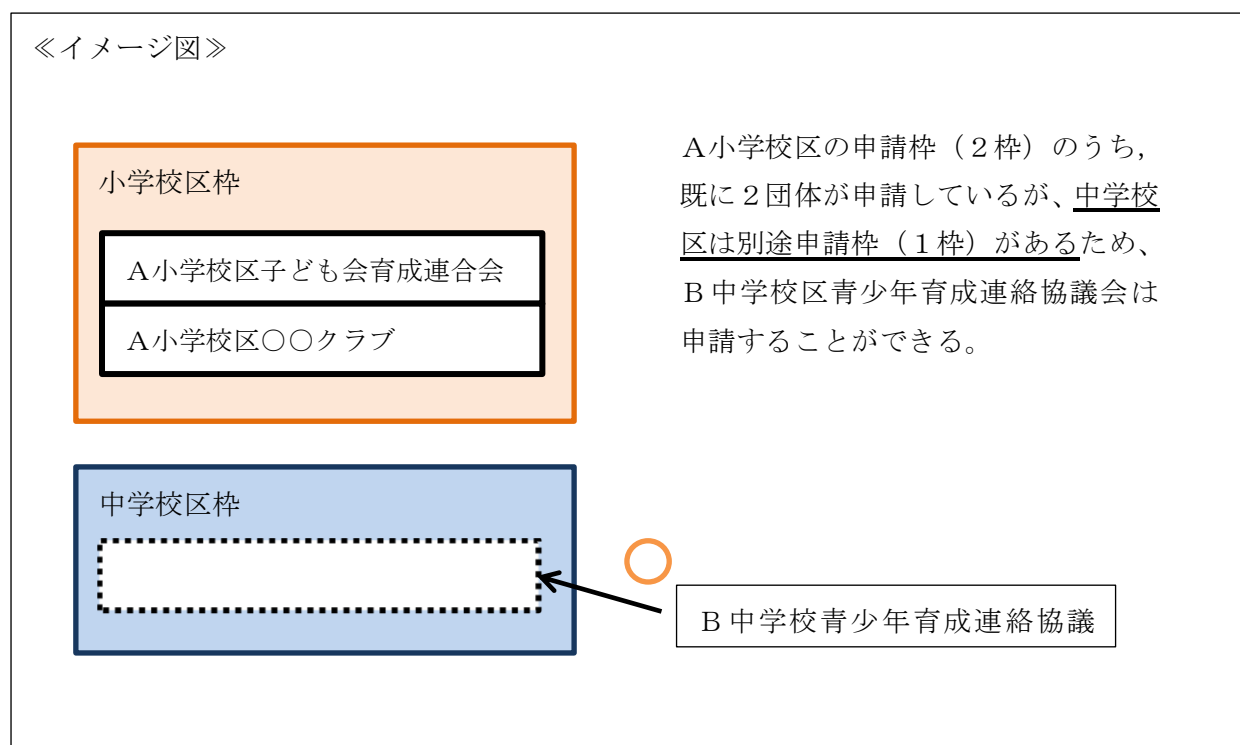 ≪イメージ図≫
小学校区枠
A小学校区子ども会育成連合会
A小学校区○○クラブ
A小学校区の申請枠（２枠）のうち,
既に２団体が申請しているが、中学校
区は別途申請枠（１枠）があるため、
B中学校区青少年育成連絡協議会は
申請することができる。
中学校区枠
B中学校青少年育成連絡協議